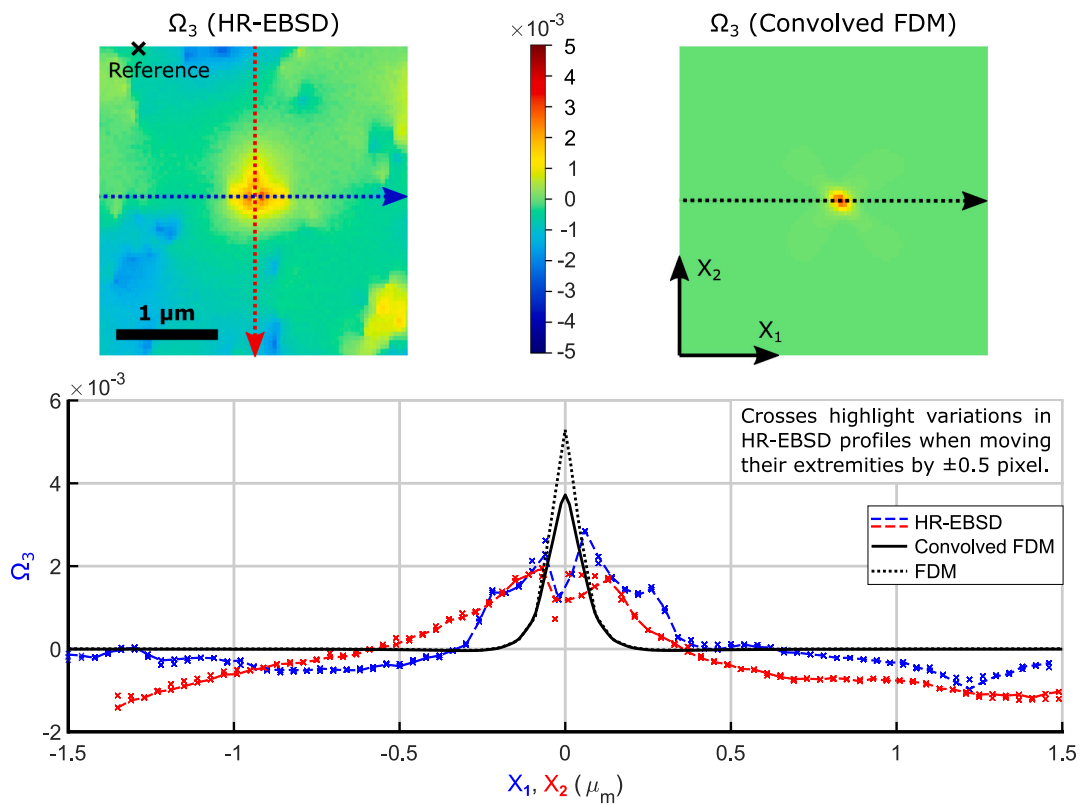 Ω3 (HR-EBSD)
Reference
1 µm
×10-3
5
4
3
2
1
0
-1
-2
-3
-4
-5
Ω3 (Convolved FDM)
X2
X1
×10-3
6
4
2
0
-2
Ω3
Crosses highlight variations in
HR-EBSD profiles when moving
their extremities by ±0.5 pixel.
HR-EBSD
Convolved FDM
FDM
-1.5 -1 -0.5 0 0.5 1 1.5
X1, X2 (μm)